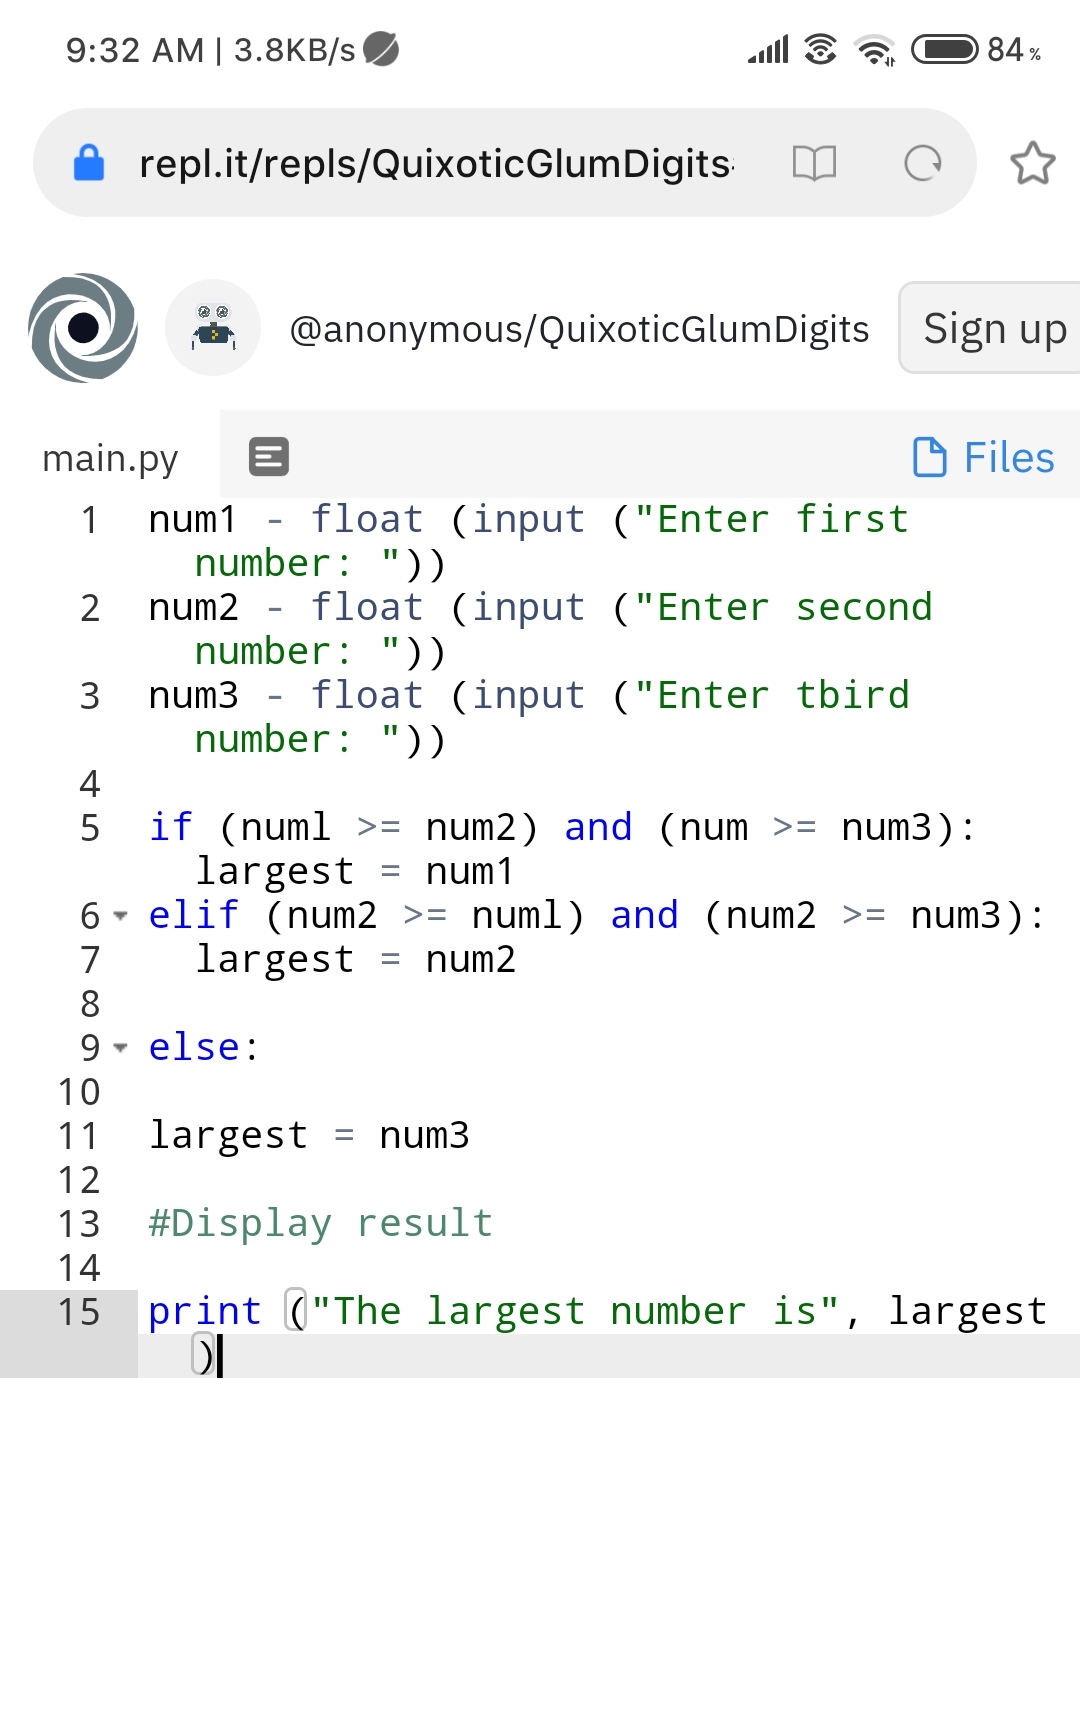 9:32 AM | 3.8KB/s 84 %
repl.it/repls/QuixoticGlumDigits
@anonymous/QuixoticGlumDigits Sign up
main.py Files
1 num1 - float (input ("Enter first
number: "))
2 num2 - float (input ("Enter second
number: "))
3 num3 - float (input ("Enter tbird
number: "))
4
5 if (numl >= num2) and (num >= num3):
largest = num1
6 elif (num2 >= numl) and (num2 >= num3):
7 largest = num2
8
9 else:
10
11 largest = num3
12
13 #Display result
14
15 print ("The largest number is", largest
)